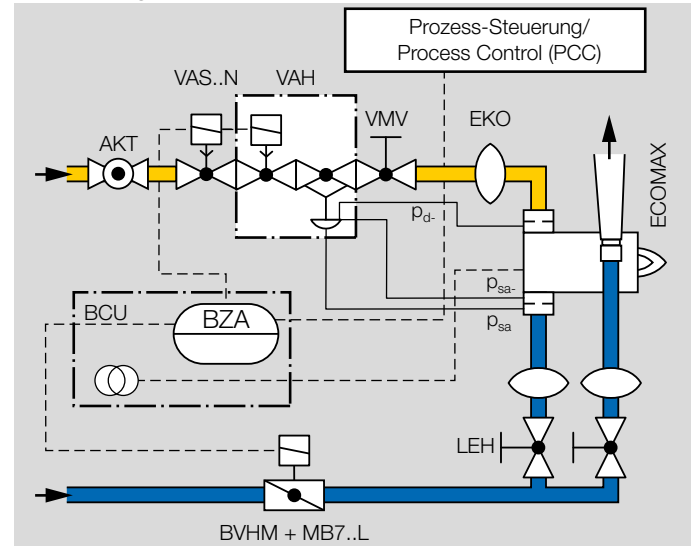 Prozess-Steuerung/
Process Control (PCC)
VAS..N
VAH
VMV
EKO
AKT
ECOMAX
pd-
psa-
psa
BCU
BZA
LEH
BVHM + MB7..L